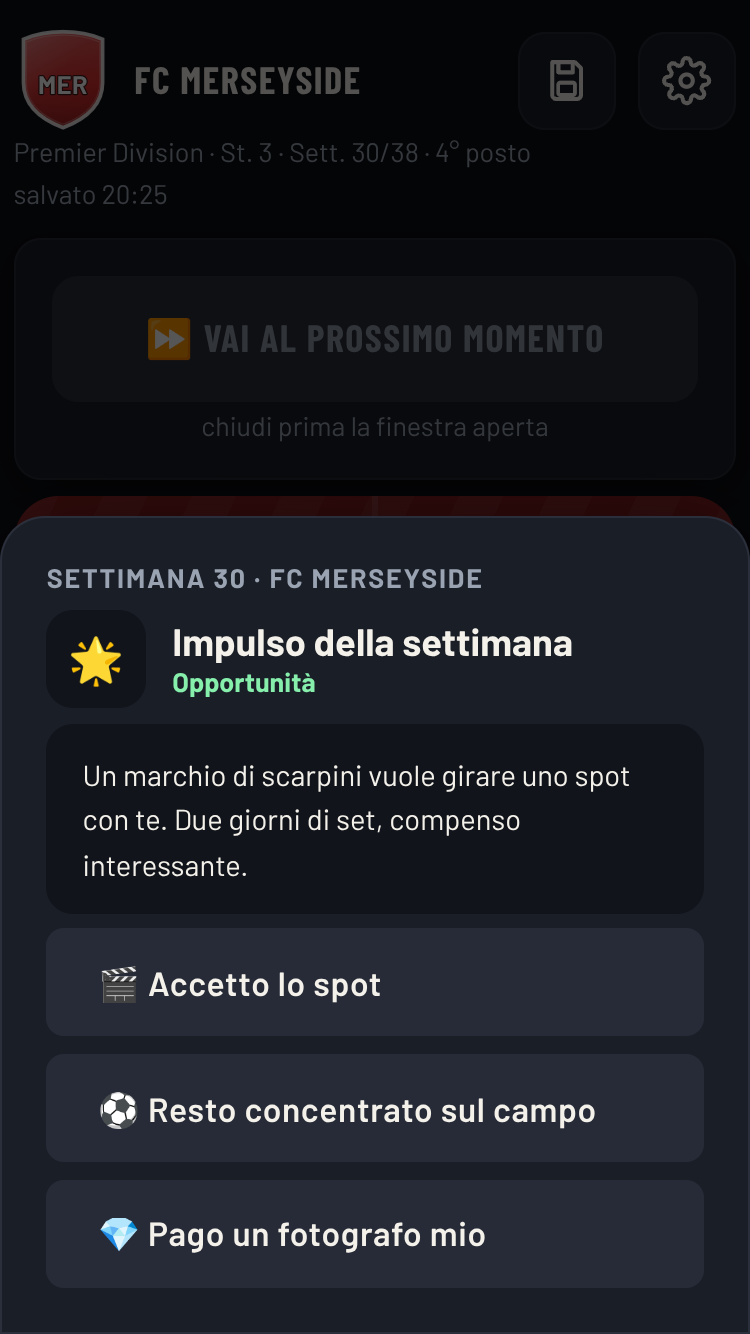 MER
FC MERSEYSIDE
Premier Division · St. 3 · Sett. 30/38 · 4° posto
salvato 20:25
VAI AL PROSSIMO MOMENTO
chiudi prima la finestra aperta
SETTIMANA 30 · FC MERSEYSIDE
Impulso della settimana
Opportunità
Un marchio di scarpini vuole girare uno spot
con te. Due giorni di set, compenso
interessante.
Accetto lo spot
Resto concentrato sul campo
Pago un fotografo mio